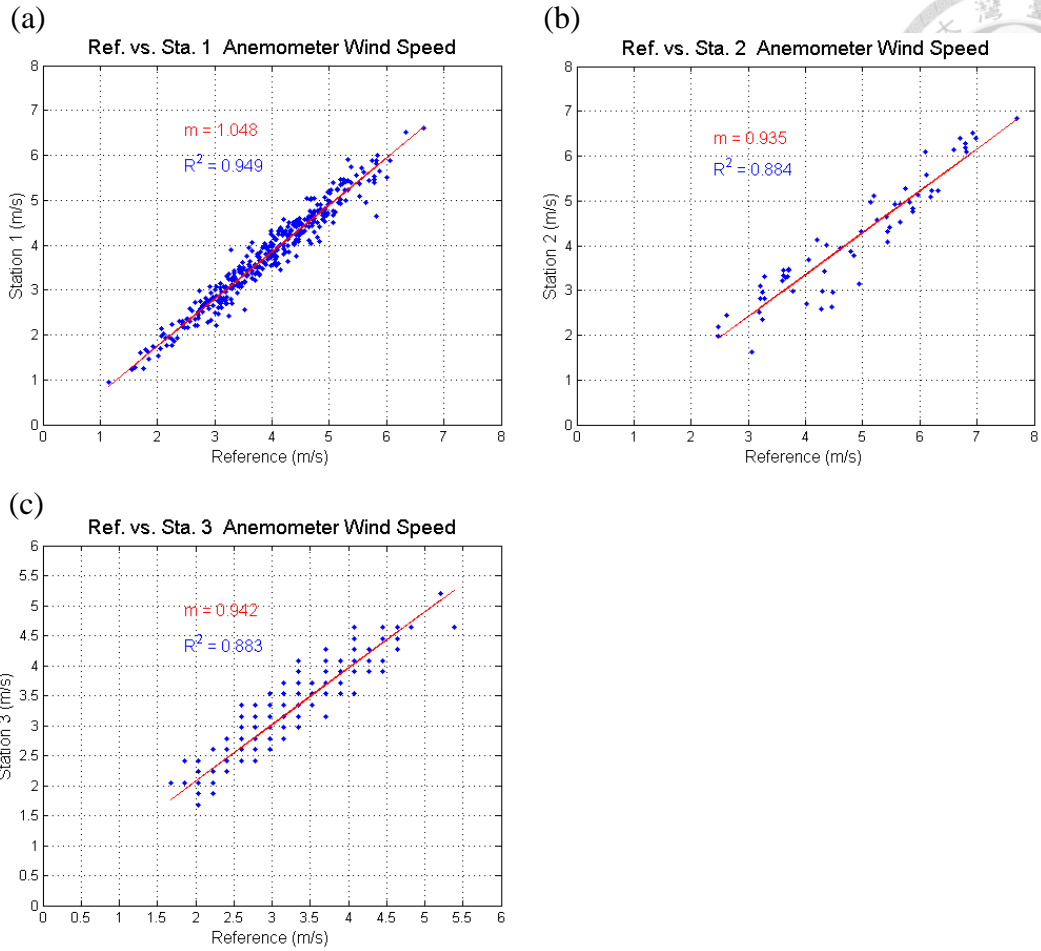 (a)
Ref. vs. Sta. 1 Anemometer Wind Speed
8
7
6
5
4
3
2
1
0
m = 1.048
R² = 0.949
Station 1 (m/s)
0 1 2 3 4 5 6 7 8
Reference (m/s)
(b)
Ref. vs. Sta. 2 Anemometer Wind Speed
8
7
6
5
4
3
2
1
0
m = 0.935
R² = 0.884
Station 2 (m/s)
0 1 2 3 4 5 6 7 8
Reference (m/s)
(c)
Ref. vs. Sta. 3 Anemometer Wind Speed
6
5.5
5
4.5
4
3.5
3
2.5
2
1.5
1
0.5
0
m = 0.942
R² = 0.883
Station 3 (m/s)
0 0.5 1 1.5 2 2.5 3 3.5 4 4.5 5 5.5 6
Reference (m/s)